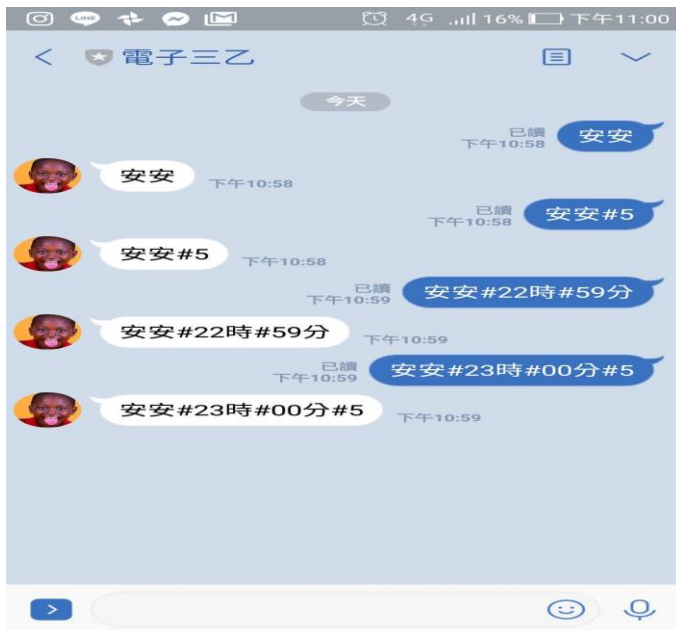 LINE 4G 16% 下午11:00
電子三乙
今天
已讀
下午10:58
安安
安安
下午10:58
已讀
下午10:58
安安#5
安安#5
下午10:58
已讀
下午10:59
安安#22時#59分
安安#22時#59分
下午10:59
已讀
下午10:59
安安#23時#00分#5
安安#23時#00分#5
下午10:59